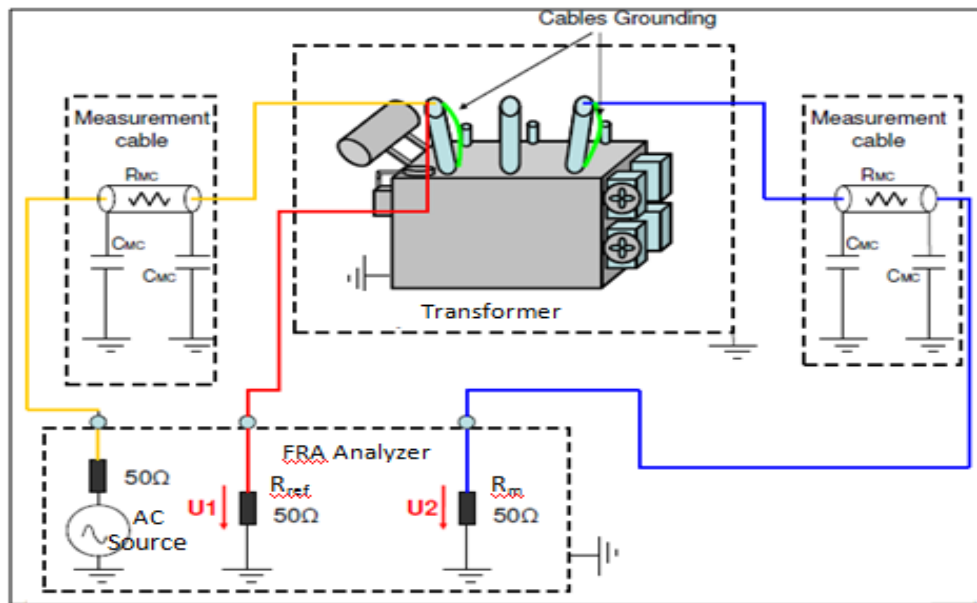 Cables Grounding
Measurement
cable
RMC
CMC
CMC
Transformer
Measurement
cable
RMC
CMC
CMC
FRA Analyzer
50Ω
AC
Source
U1
Rref
50Ω
U2
Rm
50Ω